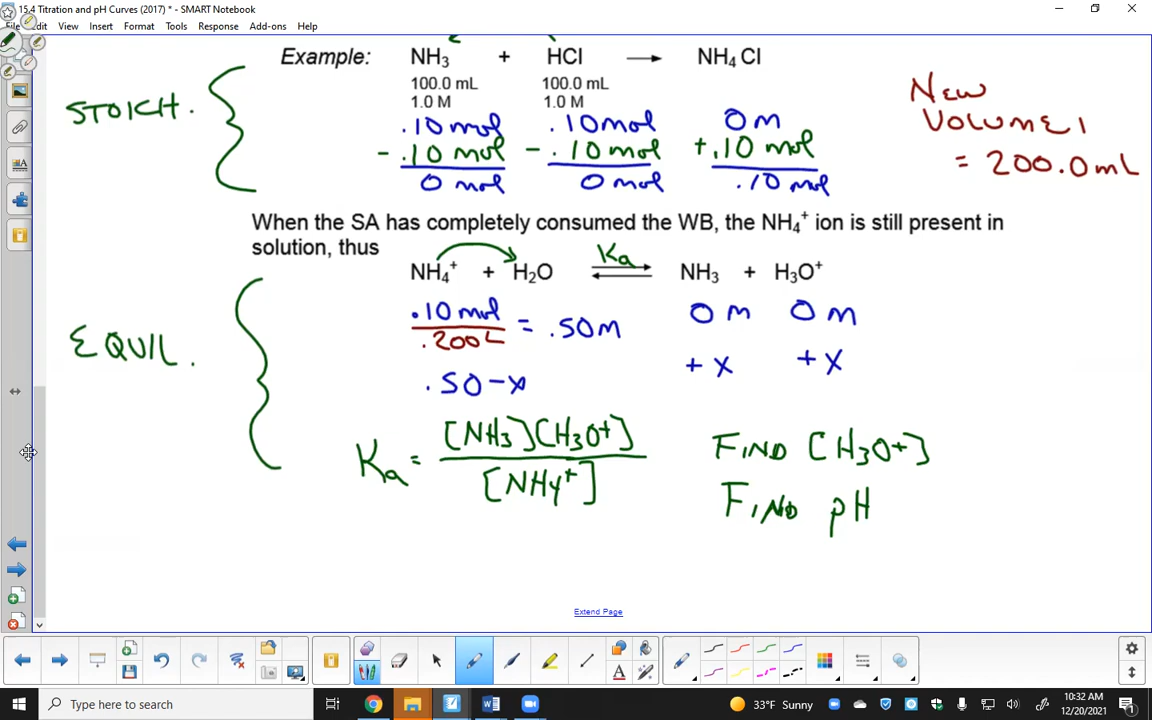 15.4 Titration and pH Curves (2017) * - SMART Notebook
File Edit View Insert Format Tools Response Add-ons Help
Example: NH3 + HCl → NH4 Cl
100.0 mL 100.0 mL
1.0 M 1.0 M
STOICH.
.10 mol .10 mol 0 M
- .10 mol - .10 mol + .10 mol
0 mol 0 mol .10 mol
NEW
VOLUME!
= 200.0 mL
When the SA has completely consumed the WB, the NH4+ ion is still present in
solution, thus
Ka
NH4+ + H2O ⇌ NH3 + H3O+
EQUIL.
.10 mol / .200L = .50M 0 M 0 M
+ X + X
.50 - x
Ka = [NH3][H3O+] / [NH4+]
FIND [H3O+]
FIND pH
Extend Page
A
Type here to search
33°F Sunny
10:32 AM
12/20/2021
1